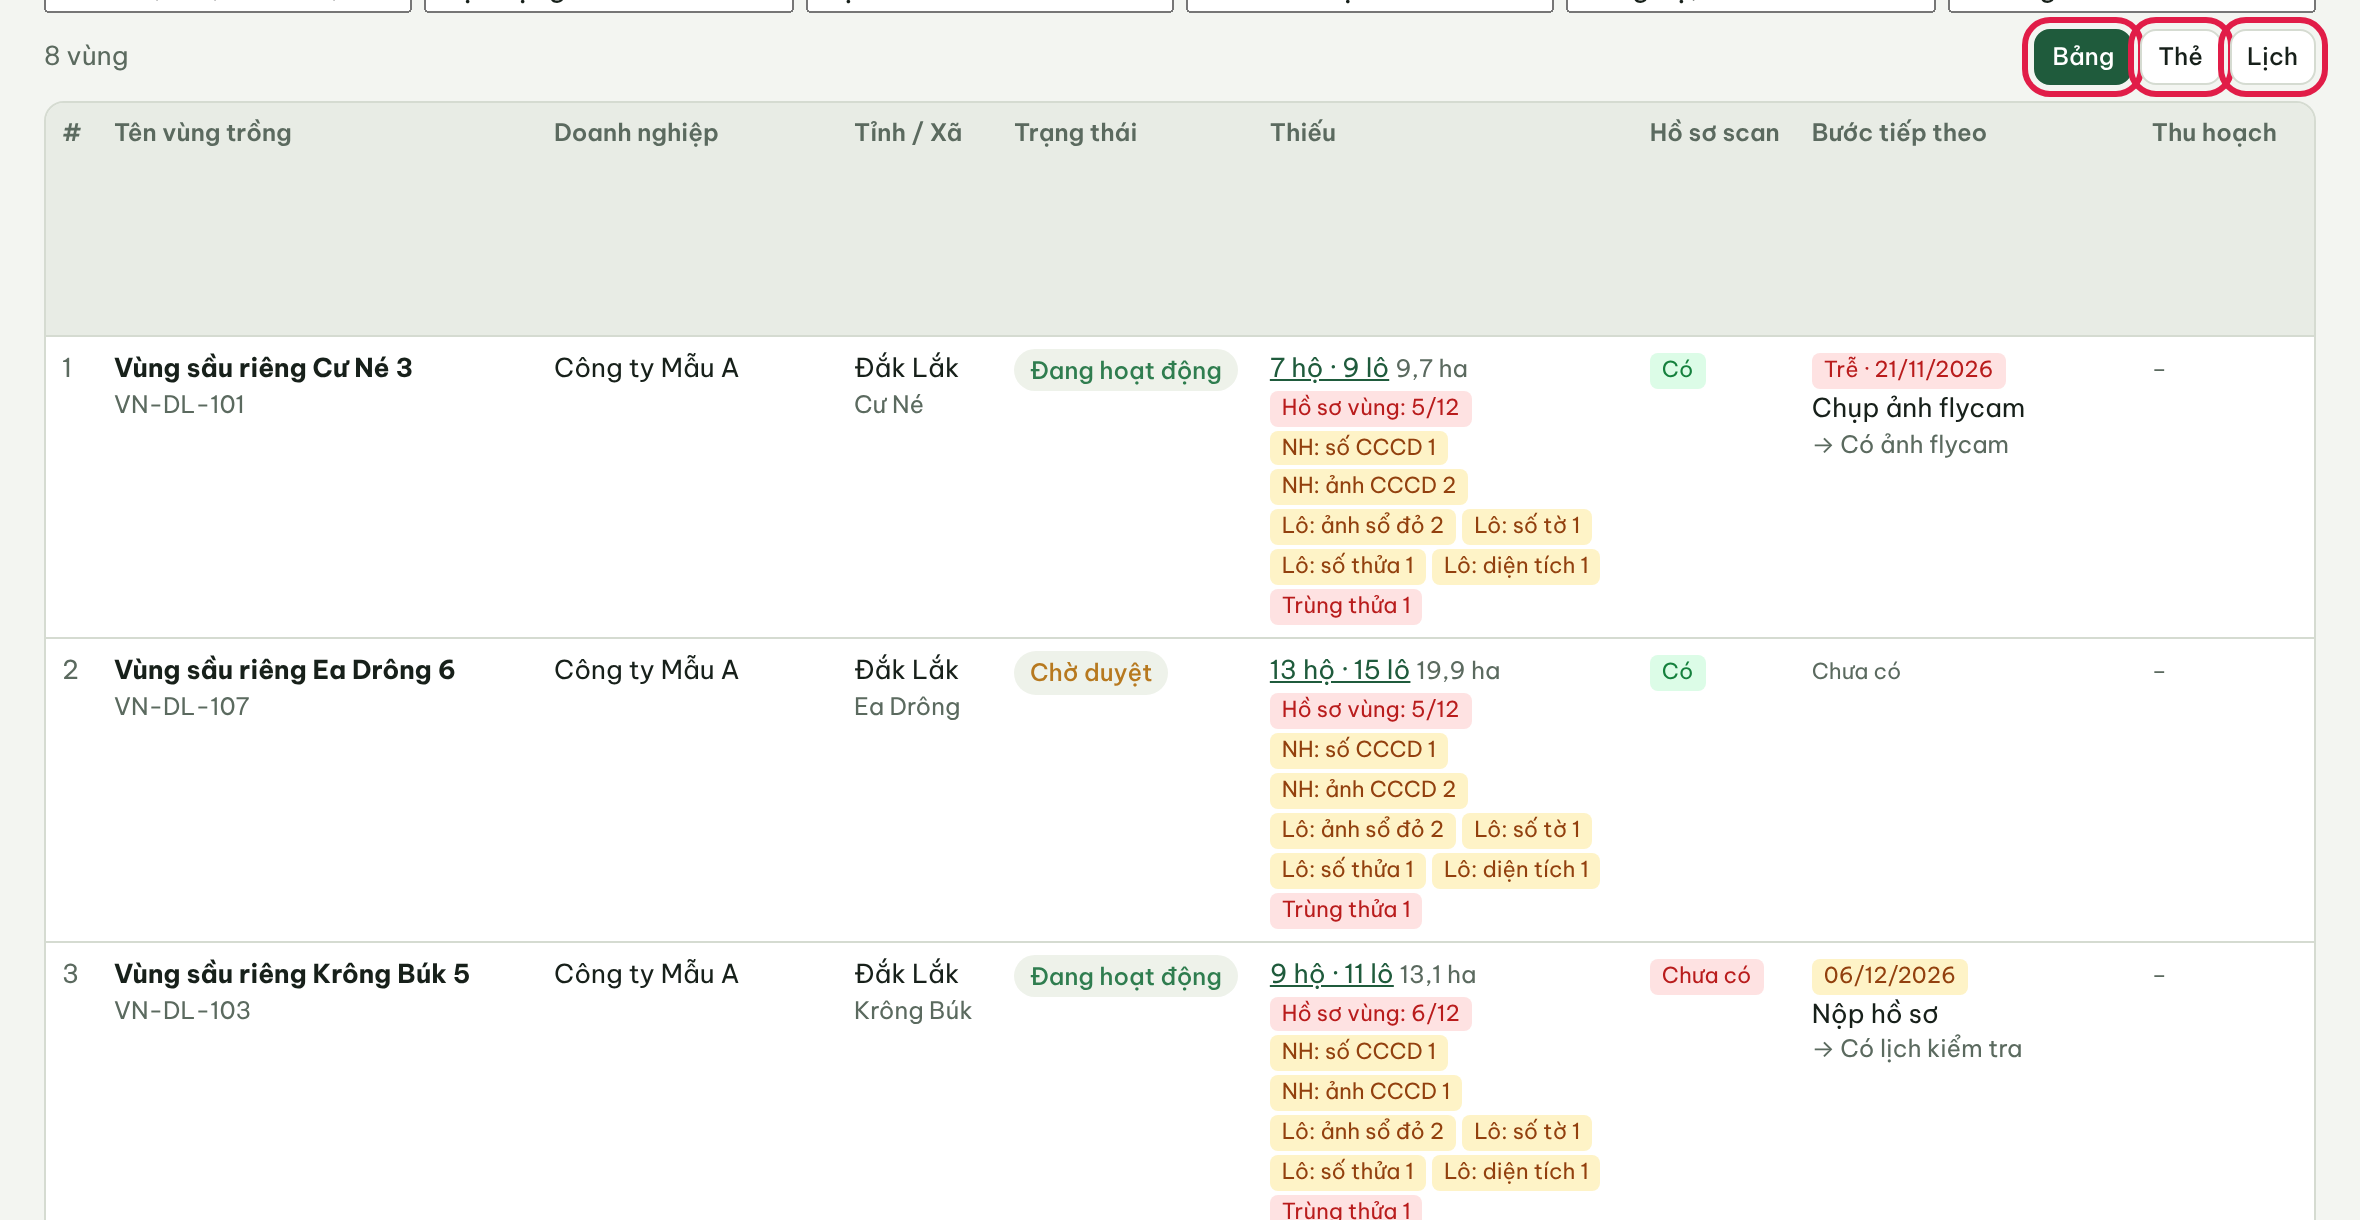 8 vùng
Bảng Thẻ Lịch
# Tên vùng trồng Doanh nghiệp Tỉnh / Xã Trạng thái Thiếu Hồ sơ scan Bước tiếp theo Thu hoạch
1 Vùng sầu riêng Cư Né 3 Công ty Mẫu A Đắk Lắk Đang hoạt động 7 hộ · 9 lô 9,7 ha Có Trễ · 21/11/2026 –
VN-DL-101 Cư Né Hồ sơ vùng: 5/12 Chụp ảnh flycam
NH: số CCCD 1 → Có ảnh flycam
NH: ảnh CCCD 2
Lô: ảnh sổ đỏ 2 Lô: số tờ 1
Lô: số thửa 1 Lô: diện tích 1
Trùng thửa 1
2 Vùng sầu riêng Ea Drông 6 Công ty Mẫu A Đắk Lắk Chờ duyệt 13 hộ · 15 lô 19,9 ha Có Chưa có –
VN-DL-107 Ea Drông Hồ sơ vùng: 5/12
NH: số CCCD 1
NH: ảnh CCCD 2
Lô: ảnh sổ đỏ 2 Lô: số tờ 1
Lô: số thửa 1 Lô: diện tích 1
Trùng thửa 1
3 Vùng sầu riêng Krông Búk 5 Công ty Mẫu A Đắk Lắk Đang hoạt động 9 hộ · 11 lô 13,1 ha Chưa có 06/12/2026 –
VN-DL-103 Krông Búk Hồ sơ vùng: 6/12 Nộp hồ sơ
NH: số CCCD 1 → Có lịch kiểm tra
NH: ảnh CCCD 1
Lô: ảnh sổ đỏ 2 Lô: số tờ 1
Lô: số thửa 1 Lô: diện tích 1
Trùng thửa 1